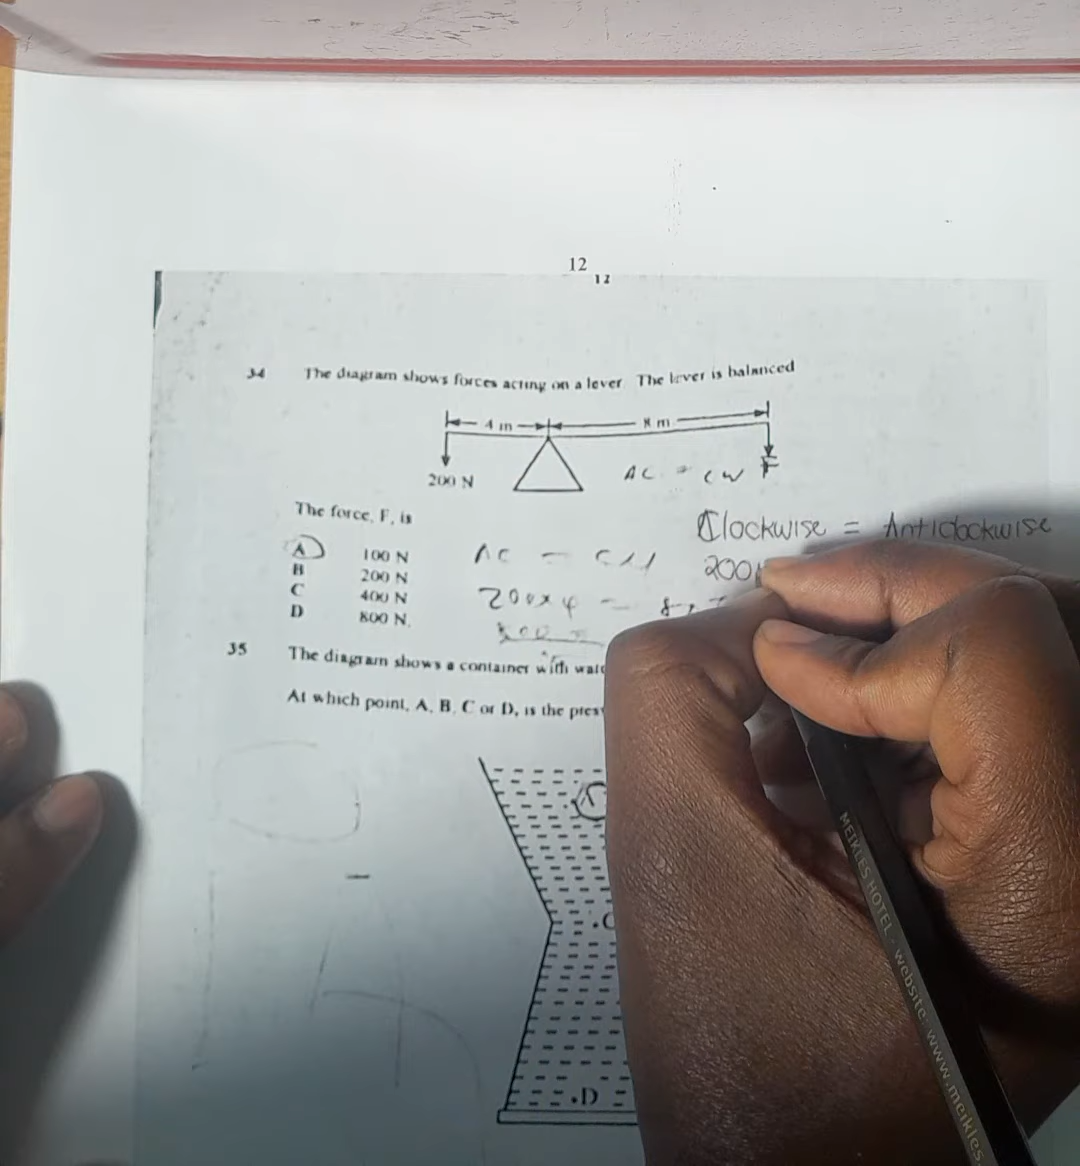 12
12
34 The diagram shows forces acting on a lever. The lever is balanced
4 m 8 m
200 N F
AC = CW
The force, F, is
Clockwise = Anticlockwise
A 100 N
AC =
200
B 200 N
200 x 4 = 8
C 400 N
D 800 N.
35 The diagram shows a container with
At which point, A, B, C or D, is the
.C
.D
MEIKLES HOTEL - website: www.meikles